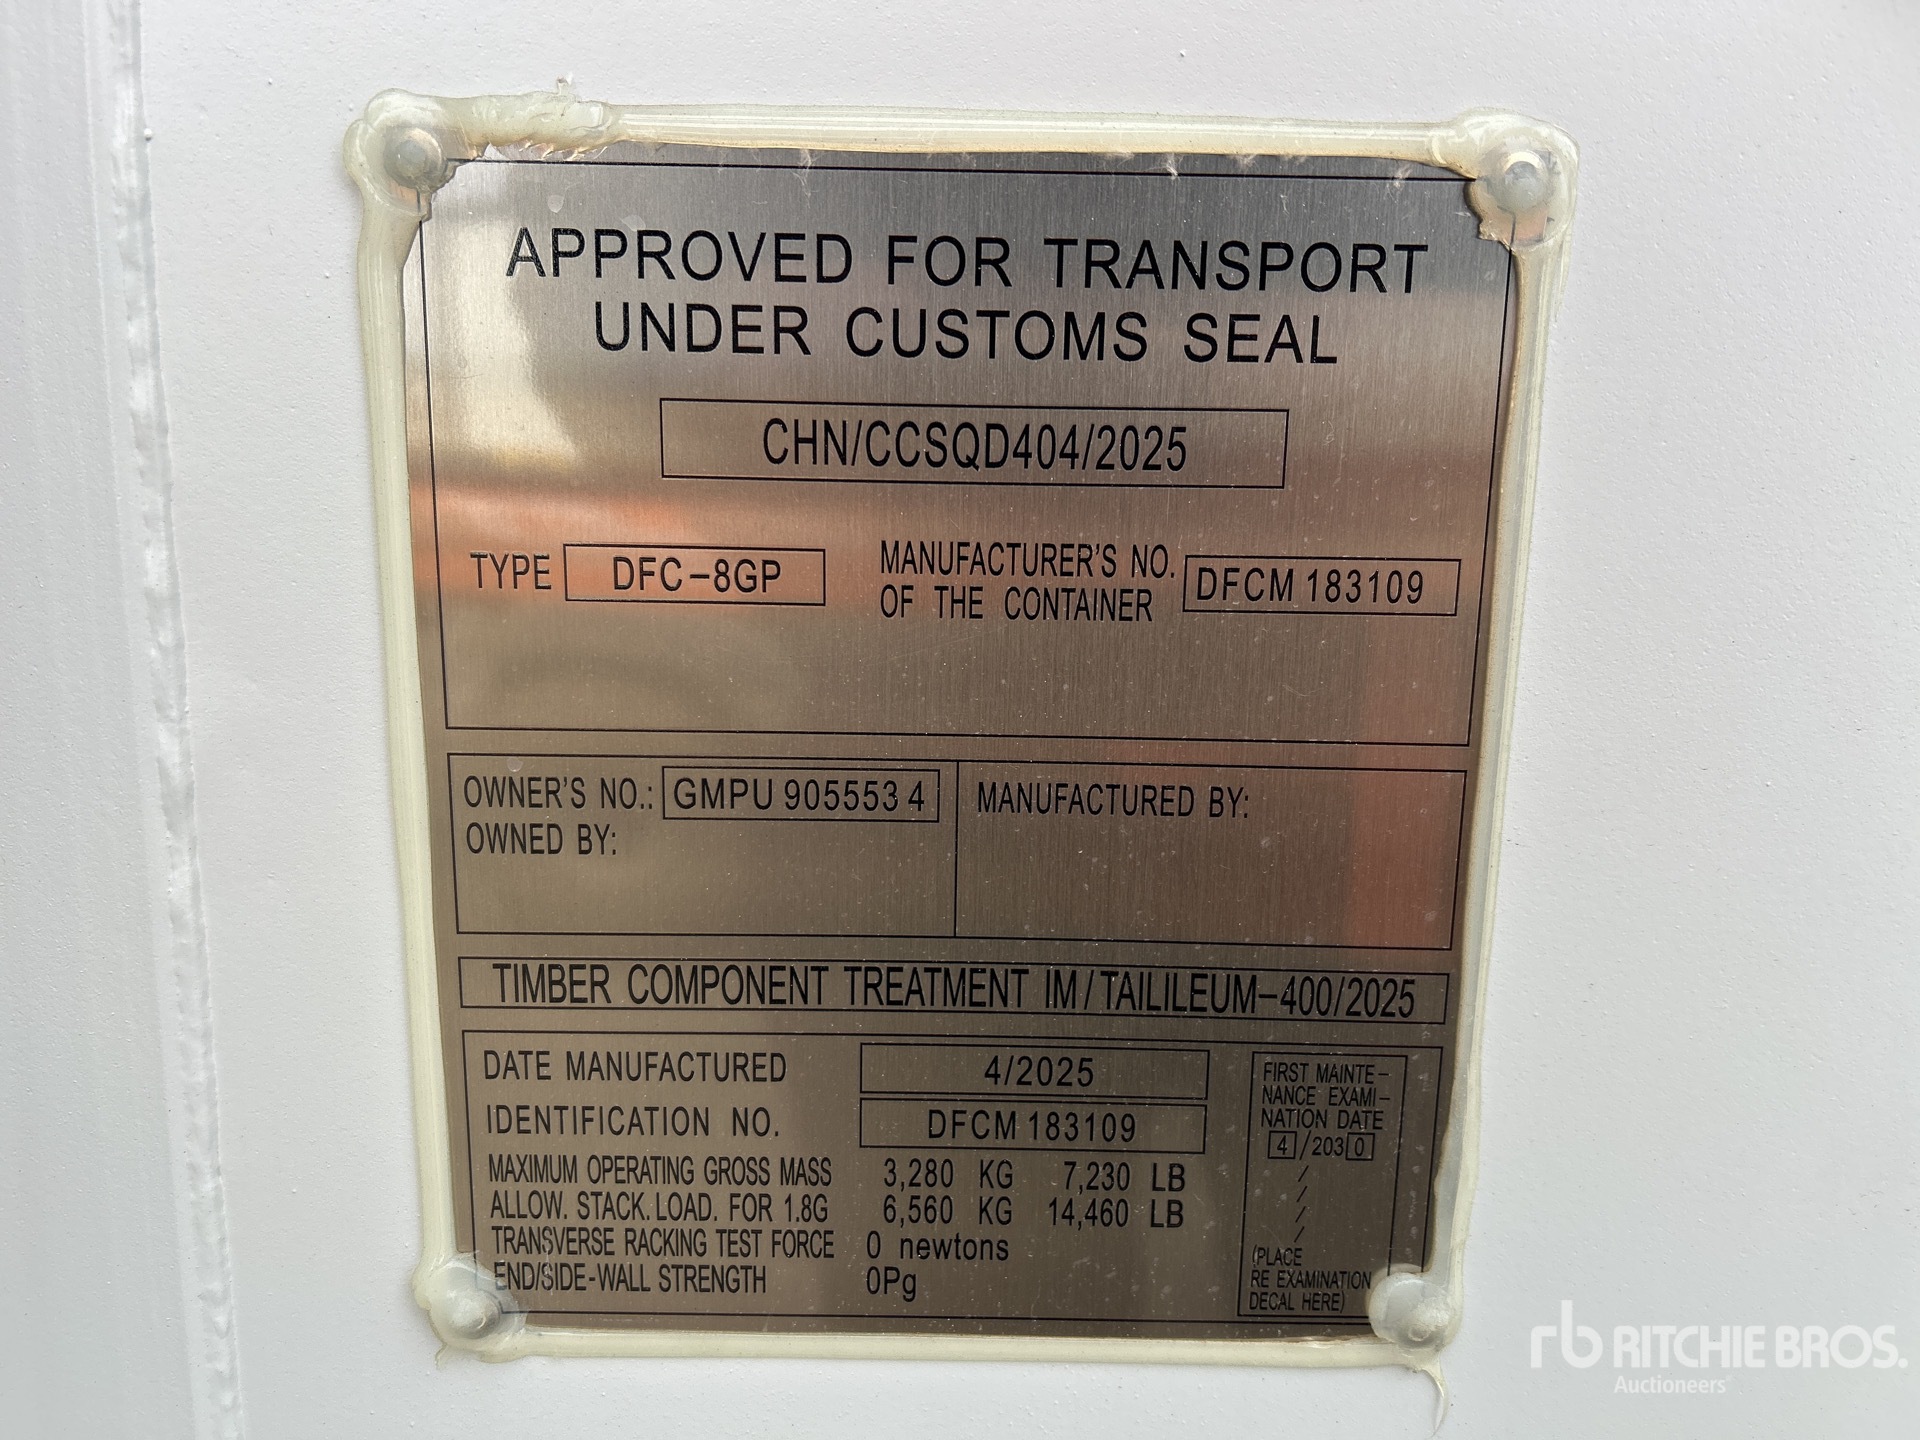 APPROVED FOR TRANSPORT
UNDER CUSTOMS SEAL
CHN/CCSQD404/2025
TYPE DFC-8GP MANUFACTURER'S NO. OF THE CONTAINER DFCM 183109
OWNER'S NO.: GMPU 905553 4
OWNED BY:
MANUFACTURED BY:
TIMBER COMPONENT TREATMENT IM/TAILILEUM-400/2025
DATE MANUFACTURED 4/2025
IDENTIFICATION NO. DFCM 183109
MAXIMUM OPERATING GROSS MASS 3,280 KG 7,230 LB
ALLOW. STACK. LOAD. FOR 1.8G 6,560 KG 14,460 LB
TRANSVERSE RACKING TEST FORCE 0 newtons
END/SIDE-WALL STRENGTH 0Pg
FIRST MAINTE-
NANCE EXAMI-
NATION DATE
4/2030
/
/
/
/
(PLACE
RE EXAMINATION
DECAL HERE)
rb RITCHIE BROS.
Auctioneers